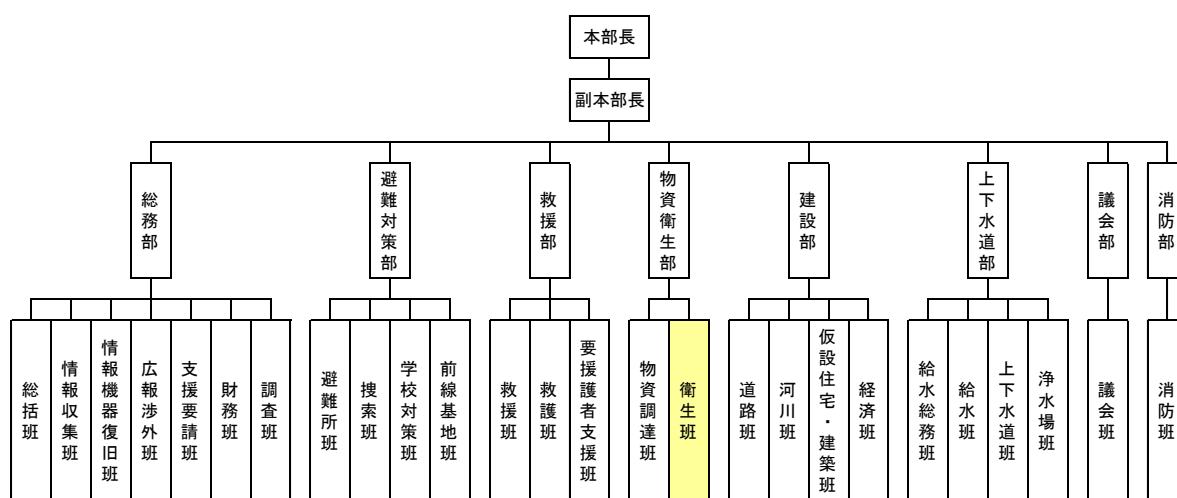 本部長
副本部長
総務部
避難対策部
救援部
物資衛生部
建設部
上下水道部
議会部
消防部
総括班
情報収集班
情報機器復旧班
広報渉外班
支援要請班
財務班
調査班
避難所班
捜索班
学校対策班
前線基地班
救援班
救護班
要援護者支援班
物資調達班
衛生班
道路班
河川班
仮設住宅・建築班
経済班
給水総務班
給水班
上下水道班
浄水場班
議会班
消防班